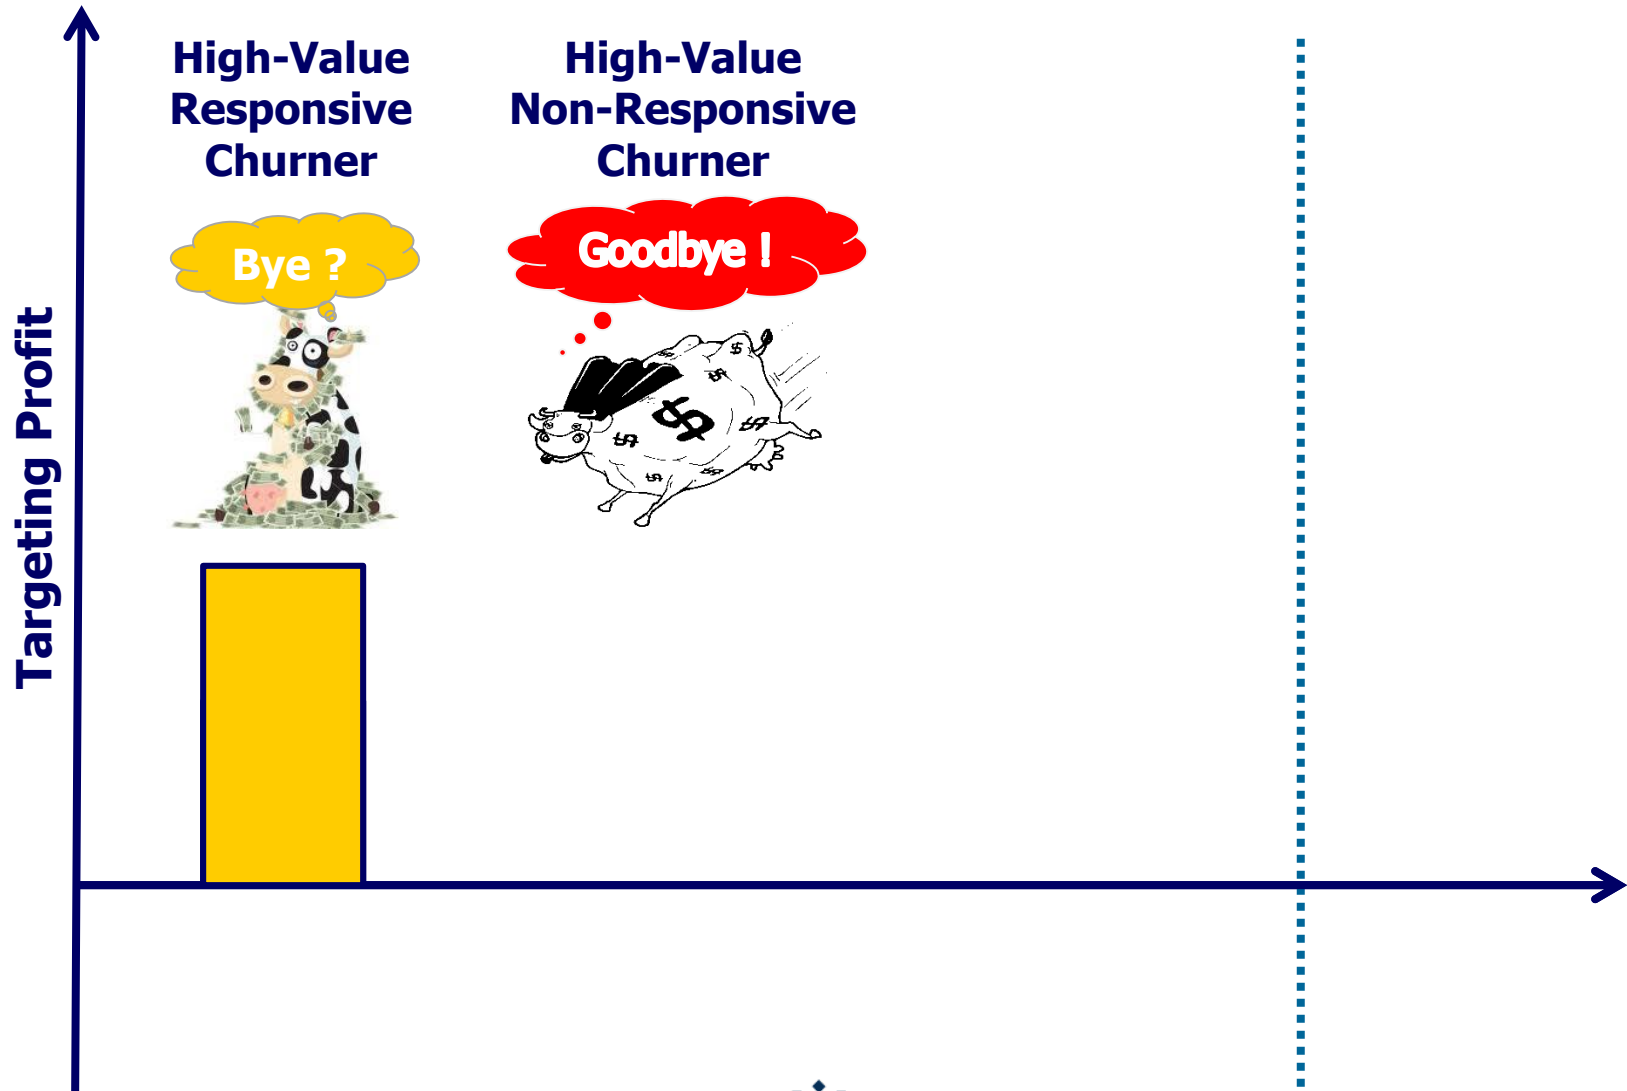 High-Value
Responsive
Churner
High-Value
Non-Responsive
Churner
Bye ?
Goodbye !
Targeting Profit
$
$
$
$
$
$
$